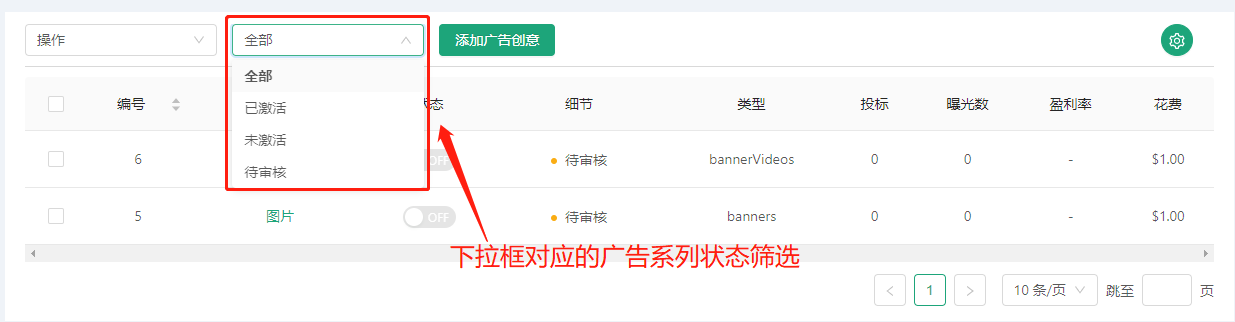 操作 全部 添加广告创意
全部
已激活
未激活
待审核
编号 态 细节 类型 投标 曝光数 盈利率 花费
6 OFF 待审核 bannerVideos 0 0 - $1.00
5 图片 OFF 待审核 banners 0 0 - $1.00
下拉框对应的广告系列状态筛选
< 1 > 10 条/页 跳至 页